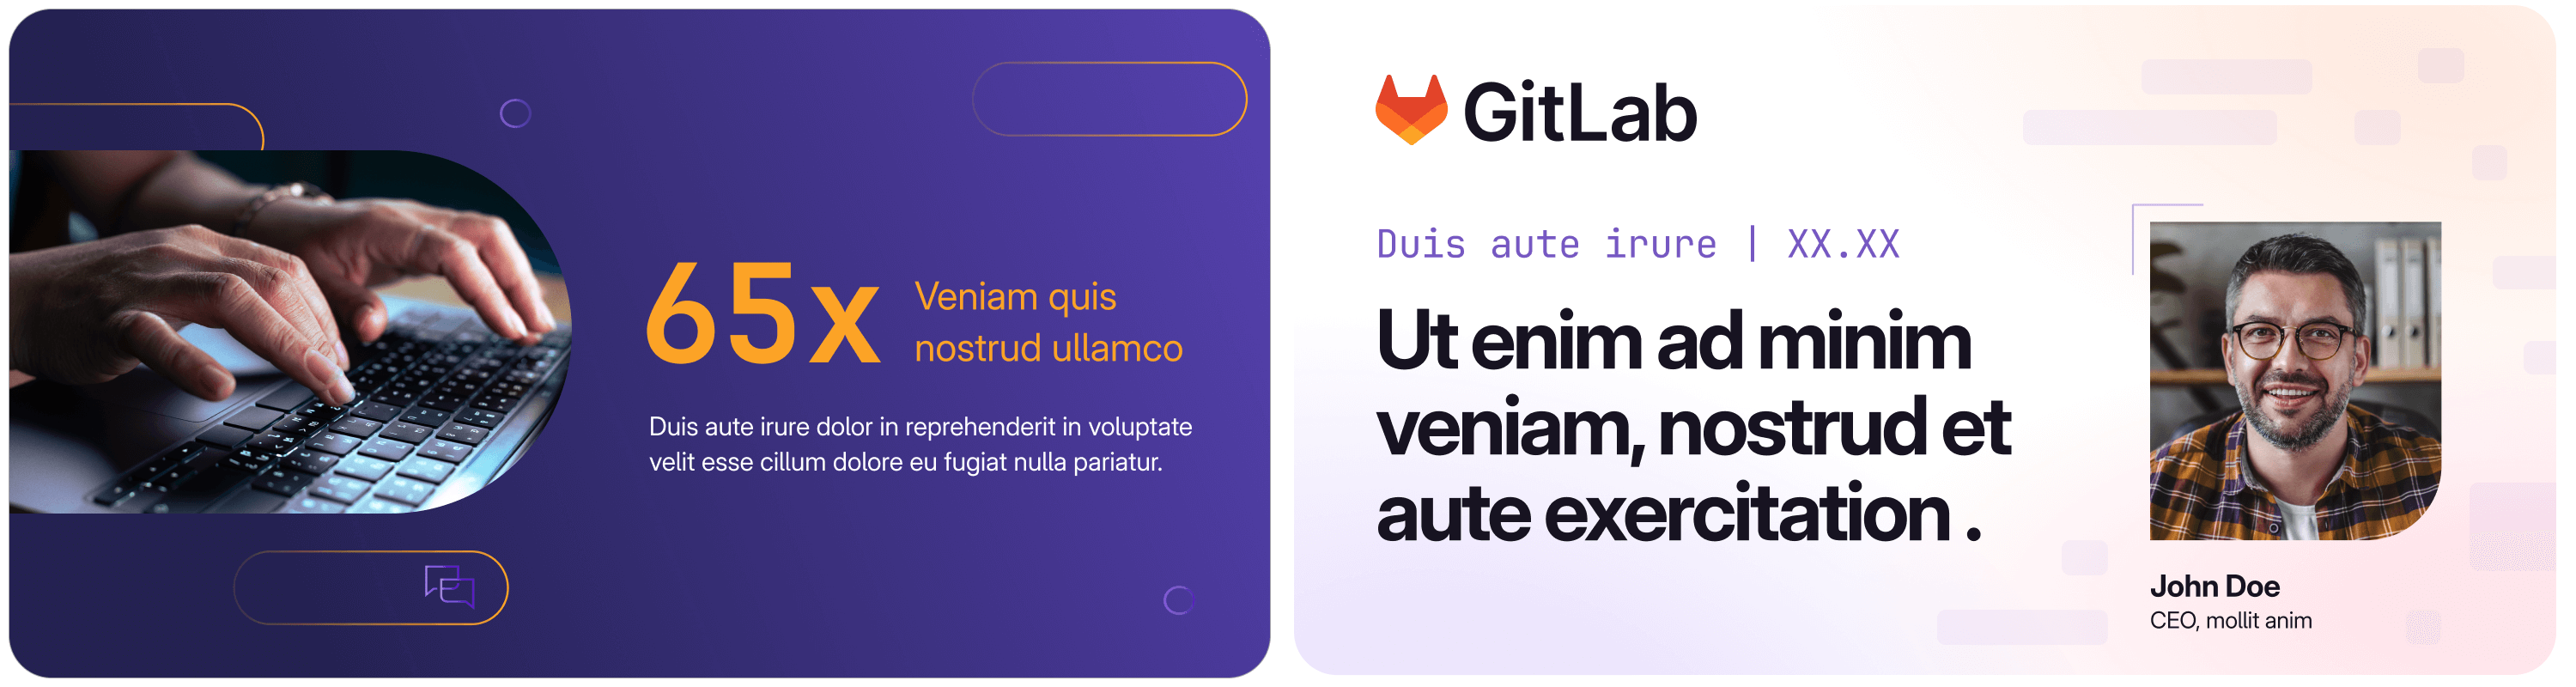 65x
Veniam quis
nostrud ullamco
Duis aute irure dolor in reprehenderit in voluptate
velit esse cillum dolore eu fugiat nulla pariatur.
GitLab
Duis aute irure | XX.XX
Ut enim ad minim
veniam, nostrud et
aute exercitation .
John Doe
CEO, mollit anim